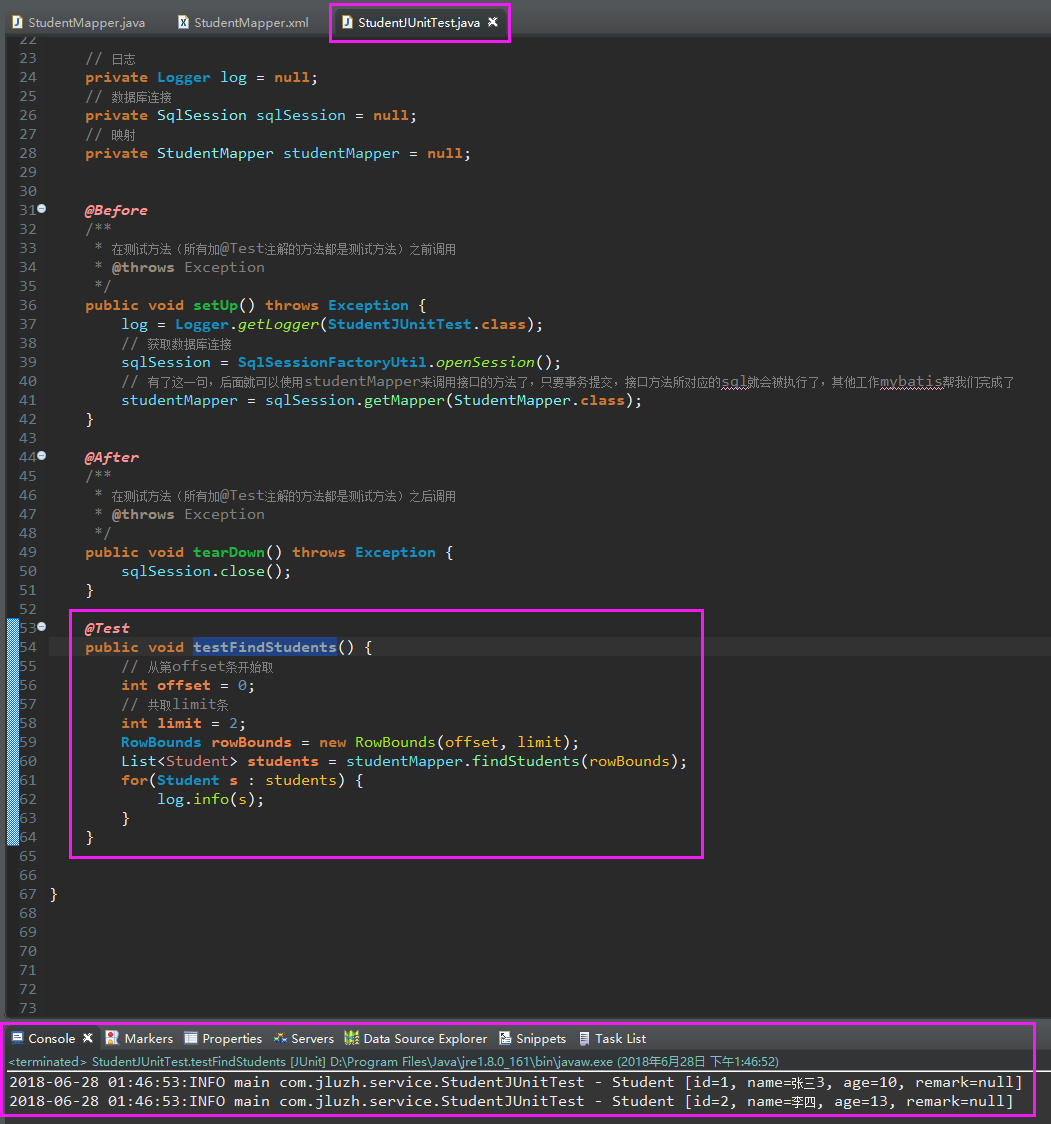 StudentMapper.java StudentMapper.xml StudentJUnitTest.java
22
23 // 日志
24 private Logger log = null;
25 // 数据库连接
26 private SqlSession sqlSession = null;
27 // 映射
28 private StudentMapper studentMapper = null;
29
30
31 @Before
32 /**
33 * 在测试方法（所有加@Test注解的方法都是测试方法）之前调用
34 * @throws Exception
35 */
36 public void setUp() throws Exception {
37 log = Logger.getLogger(StudentJUnitTest.class);
38 // 获取数据库连接
39 sqlSession = SqlSessionFactoryUtil.openSession();
40 // 有了这一句，后面就可以使用studentMapper来调用接口的方法了，只要事务提交，接口方法所对应的sql就会被执行了，其他工作mybatis帮我们完成了
41 studentMapper = sqlSession.getMapper(StudentMapper.class);
42 }
43
44 @After
45 /**
46 * 在测试方法（所有加@Test注解的方法都是测试方法）之后调用
47 * @throws Exception
48 */
49 public void tearDown() throws Exception {
50 sqlSession.close();
51 }
52
53 @Test
54 public void testFindStudents() {
55 // 从第offset条开始取
56 int offset = 0;
57 // 共取limit条
58 int limit = 2;
59 RowBounds rowBounds = new RowBounds(offset, limit);
60 List<Student> students = studentMapper.findStudents(rowBounds);
61 for(Student s : students) {
62 log.info(s);
63 }
64 }
65
66
67 }
68
69
70
71
72
73
Console Markers Properties Servers Data Source Explorer Snippets Task List
<terminated> StudentJUnitTest.testFindStudents [JUnit] D:\Program Files\Java\jre1.8.0_161\bin\javaw.exe (2018年6月28日 下午1:46:52)
2018-06-28 01:46:53:INFO main com.jluzh.service.StudentJUnitTest - Student [id=1, name=张三3, age=10, remark=null]
2018-06-28 01:46:53:INFO main com.jluzh.service.StudentJUnitTest - Student [id=2, name=李四, age=13, remark=null]